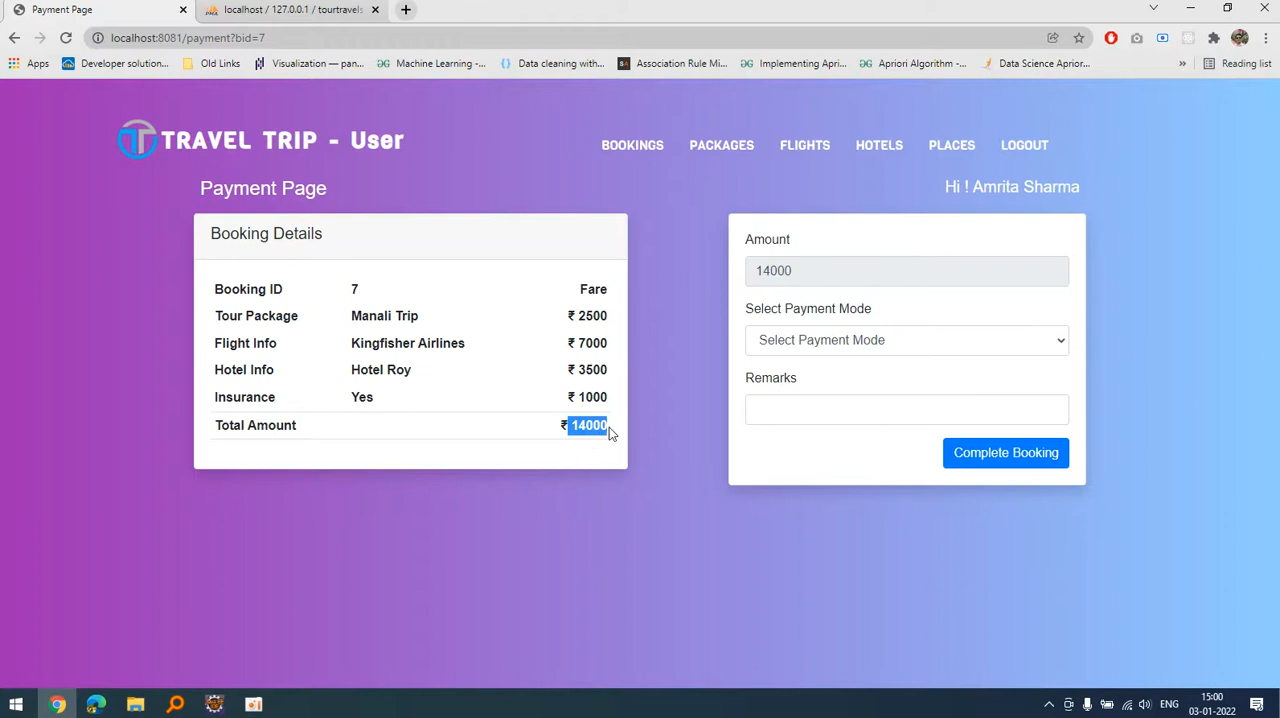 Payment Page
localhost / 127.0.0.1 / tourtravels
localhost:8081/payment?bid=7
Apps
Developer solution...
Old Links
Visualization — pan...
Machine Learning -...
Data cleaning with...
Association Rule Mi...
Implementing Apri...
Apriori Algorithm -...
Data Science Aprior...
Reading list
TRAVEL TRIP - User
BOOKINGS PACKAGES FLIGHTS HOTELS PLACES LOGOUT
Payment Page
Hi ! Amrita Sharma
Booking Details
Booking ID 7 Fare
Tour Package Manali Trip ₹ 2500
Flight Info Kingfisher Airlines ₹ 7000
Hotel Info Hotel Roy ₹ 3500
Insurance Yes ₹ 1000
Total Amount ₹ 14000
Amount
14000
Select Payment Mode
Select Payment Mode
Remarks
Complete Booking
ENG
15:00
03-01-2022